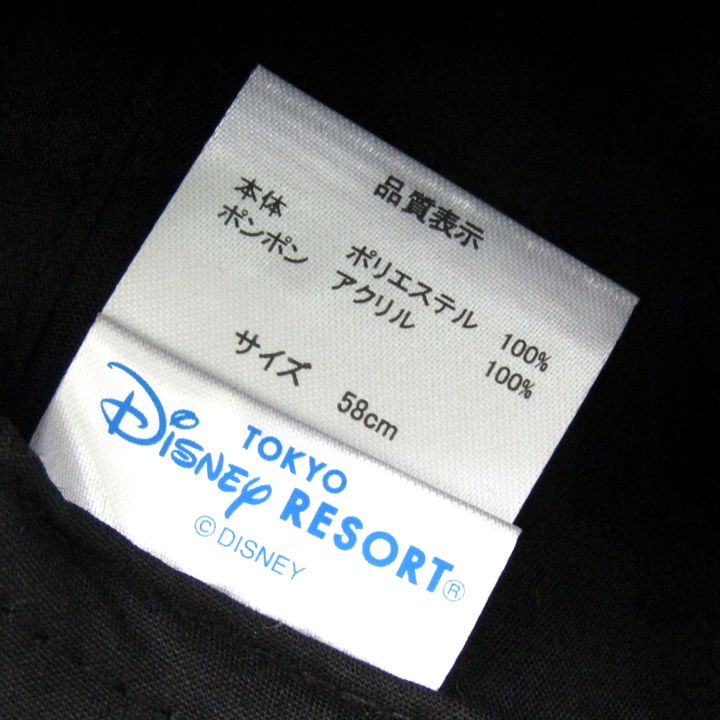 品質表示
本体 ポリエステル 100%
ポンポン アクリル 100%
サイズ 58cm
TOKYO
Disney RESORT®
© DISNEY